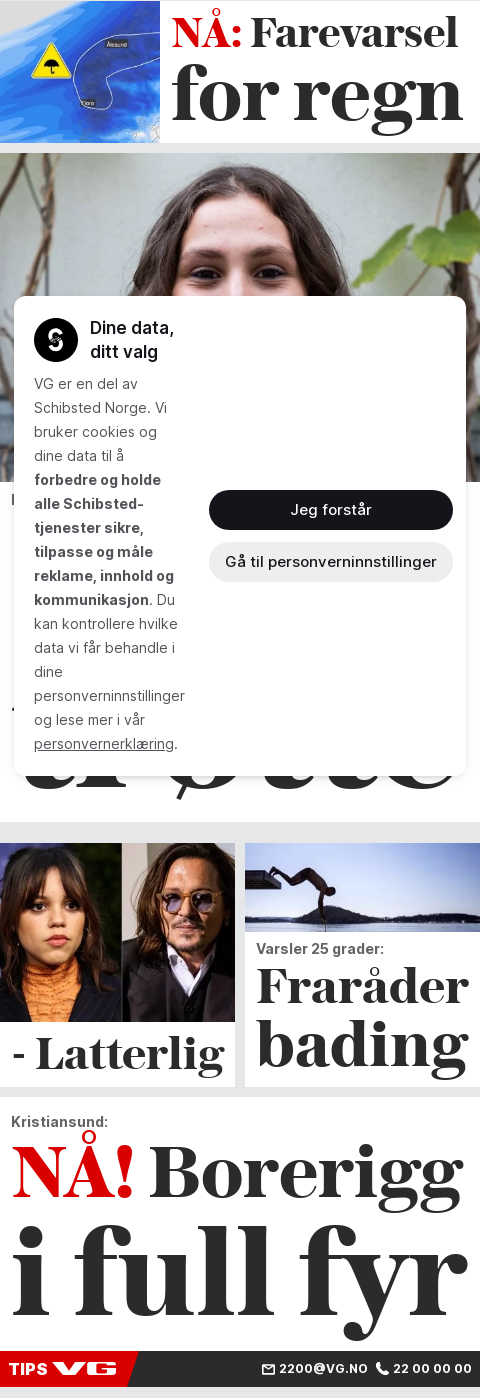 Ålesund
Florø
NÅ: Farevarsel
for regn
Dine data,
ditt valg
VG er en del av
Schibsted Norge. Vi
bruker cookies og
dine data til å
forbedre og holde
alle Schibsted-
tjenester sikre,
tilpasse og måle
reklame, innhold og
kommunikasjon. Du
kan kontrollere hvilke
data vi får behandle i
dine
personverninnstillinger
og lese mer i vår
personvernerklæring.
Jeg forstår
Gå til personverninnstillinger
- Latterlig
Varsler 25 grader:
Fraråder
bading
Kristiansund:
NÅ! Borerigg
i full fyr
TIPS VG
2200@VG.NO 22 00 00 00